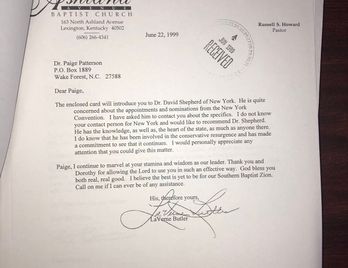 Ashland
AVENUE
BAPTIST CHURCH
163 North Ashland Avenue
Lexington, Kentucky 40502
(606) 266-4341
Russell S. Howard
Pastor
June 22, 1999
RECEIVED
Dr. Paige Patterson
P.O. Box 1889
Wake Forest, N.C. 27588
Dear Paige,
The enclosed card will introduce you to Dr. David Shepherd of New York. He is quite
concerned about the appointments and nominations from the New York
Convention. I have asked him to contact you about the specifics. I do not know
your contact person for New York and would like to recommend Dr. Shepherd.
He has the knowledge, as well, the heart of the state, as much as anyone there.
I do know that he has been involved in the conservative resurgence and has made
a commitment to see that it continue. I would personally appreciate any
attention that you could give this matter.
Paige, I continue to marvel at your stamina and wisdom as our leader. Thank you and
Dorothy for allowing the Lord to use you in such an effective way. God bless you
both real, real good. I believe the best is yet to be for our Southern Baptist Zion.
Call on me if I can ever be of any assistance.
His, therefore yours,
LaVerne Butler
LaVerne Butler